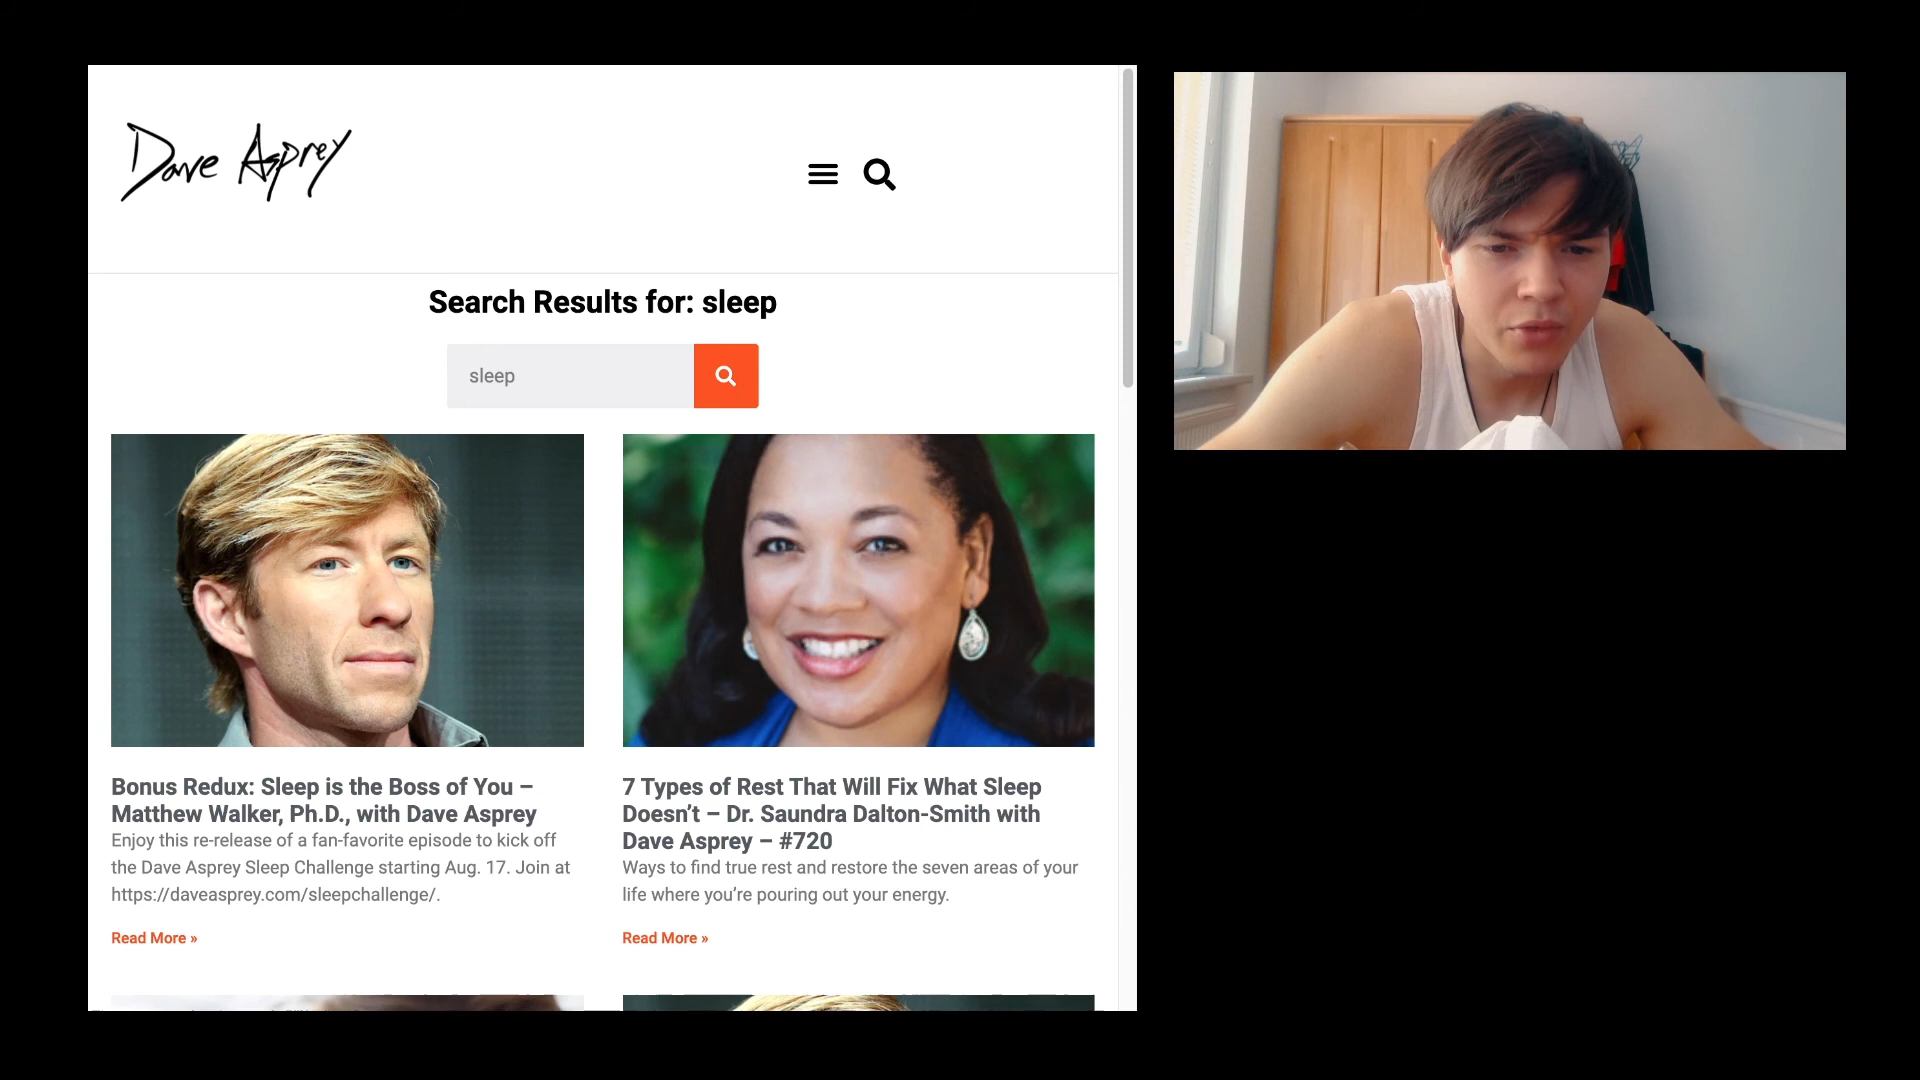 Dave Asprey
Search Results for: sleep
sleep
Bonus Redux: Sleep is the Boss of You –
Matthew Walker, Ph.D., with Dave Asprey
Enjoy this re-release of a fan-favorite episode to kick off
the Dave Asprey Sleep Challenge starting Aug. 17. Join at
https://daveasprey.com/sleepchallenge/.
Read More »
7 Types of Rest That Will Fix What Sleep
Doesn’t – Dr. Saundra Dalton-Smith with
Dave Asprey – #720
Ways to find true rest and restore the seven areas of your
life where you’re pouring out your energy.
Read More »